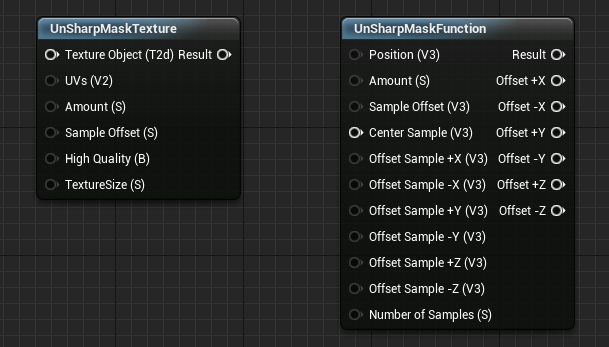 UnSharpMaskTexture
Texture Object (T2d) Result
UVs (V2)
Amount (S)
Sample Offset (S)
High Quality (B)
TextureSize (S)
UnSharpMaskFunction
Position (V3) Result
Amount (S) Offset +X
Sample Offset (V3) Offset -X
Center Sample (V3) Offset +Y
Offset Sample +X (V3) Offset -Y
Offset Sample -X (V3) Offset +Z
Offset Sample +Y (V3) Offset -Z
Offset Sample -Y (V3)
Offset Sample +Z (V3)
Offset Sample -Z (V3)
Number of Samples (S)